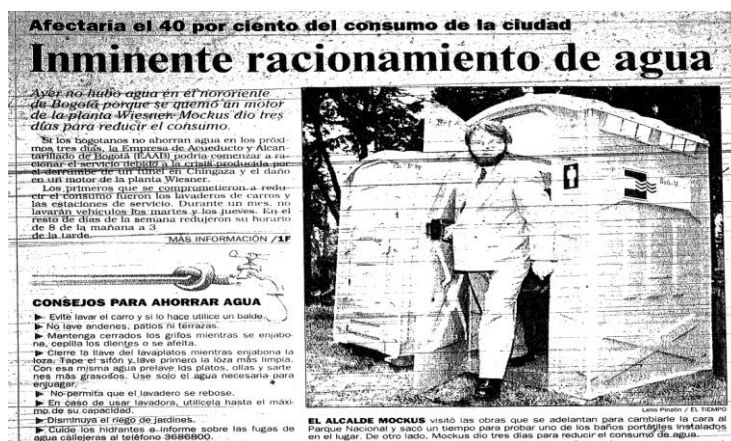 Afectaria el 40 por ciento del consumo de la ciudad
Inminente racionamiento de agua
Ayer no hubo agua en el nororiente
de Bogotá porque se quemó un motor
de la planta Wiesner. Mockus dio tres
días para reducir el consumo.
Si los bogotanos no ahorran agua en los próxi-
mos tres días, la Empresa de Acueducto y Alcan-
tarillado de Bogotá (EAAB) podría comenzar a ra-
cionar el servicio debido a la crisis producida por
el derrumbe de un túnel en Chingaza y el daño
en un motor de la planta Wiesner.
Los primeros que se comprometieron a redu-
cir el consumo fueron los lavaderos de carros y
las estaciones de servicio. Durante un mes, no
lavarán vehículos los martes y los jueves. En el
resto de días de la semana redujeron su horario
de 8 de la mañana a 3
de la tarde.
MÁS INFORMACIÓN /1F
CONSEJOS PARA AHORRAR AGUA
► Evite lavar el carro y si lo hace utilice un balde.
► No lave andenes, patios ni terrazas.
► Mantenga cerrados los grifos mientras se enjabo-
na, cepilla los dientes o se afeita.
► Cierre la llave del lavaplatos mientras enjabona la
loza. Tape el sifón y lave primero la loza más limpia.
Con esa misma agua prelave los platos, ollas y sarte-
nes más grasosos. Use solo el agua necesaria para
enjuagar.
► No permita que el lavadero se rebose.
► En caso de usar lavadora, utilícela hasta el máxi-
mo de su capacidad.
► Disminuya el riego de jardines.
► Cuide los hidrantes e informe sobre las fugas de
agua callejeras al teléfono 3686800.
Lelio Pinzón / EL TIEMPO
EL ALCALDE MOCKUS visitó las obras que se adelantan para cambiarle la cara al
Parque Nacional y sacó un tiempo para probar uno de los baños portátiles instalados
en el lugar. De otro lado, Mockus dio tres días para reducir el consumo de agua.